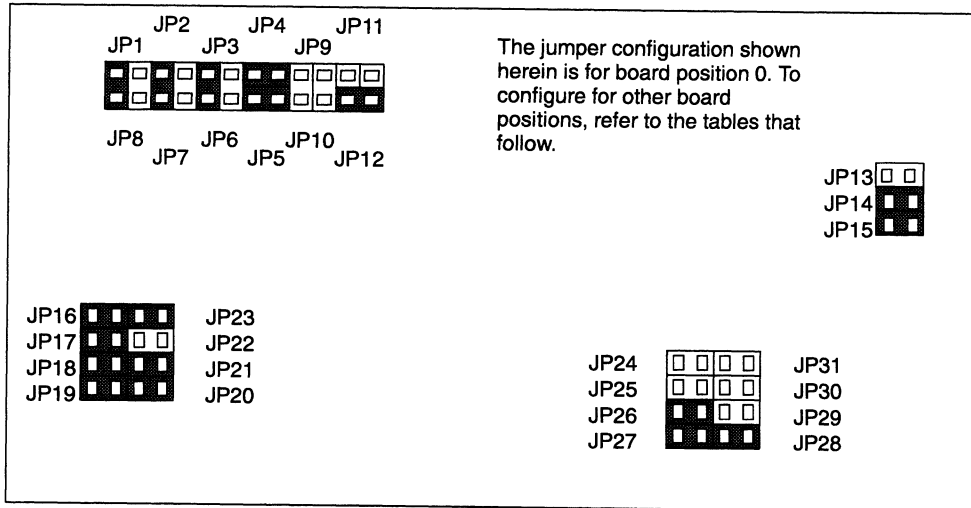 JP2 JP4 JP11
JP1 JP3 JP9
JP8 JP6 JP10
JP7 JP5 JP12
The jumper configuration shown
herein is for board position 0. To
configure for other board
positions, refer to the tables that
follow.
JP13
JP14
JP15
JP16 JP23
JP17 JP22
JP18 JP21
JP19 JP20
JP24 JP31
JP25 JP30
JP26 JP29
JP27 JP28